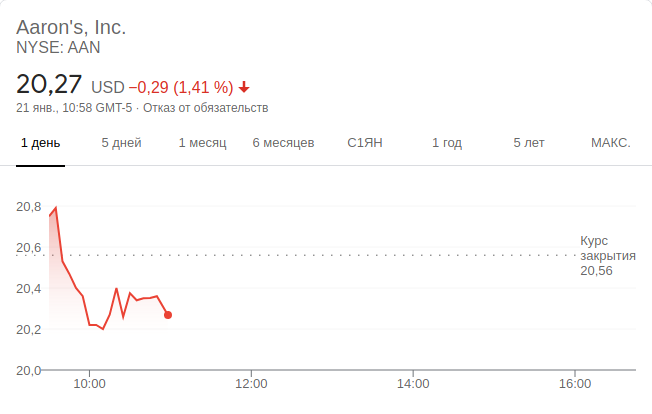 Aaron's, Inc.
NYSE: AAN
20,27 USD −0,29 (1,41 %)
21 янв., 10:58 GMT-5 · Отказ от обязательств
1 день 5 дней 1 месяц 6 месяцев С1ЯН 1 год 5 лет МАКС.
20,8
20,6
20,4
20,2
20,0
Курс
закрытия
20,56
10:00 12:00 14:00 16:00